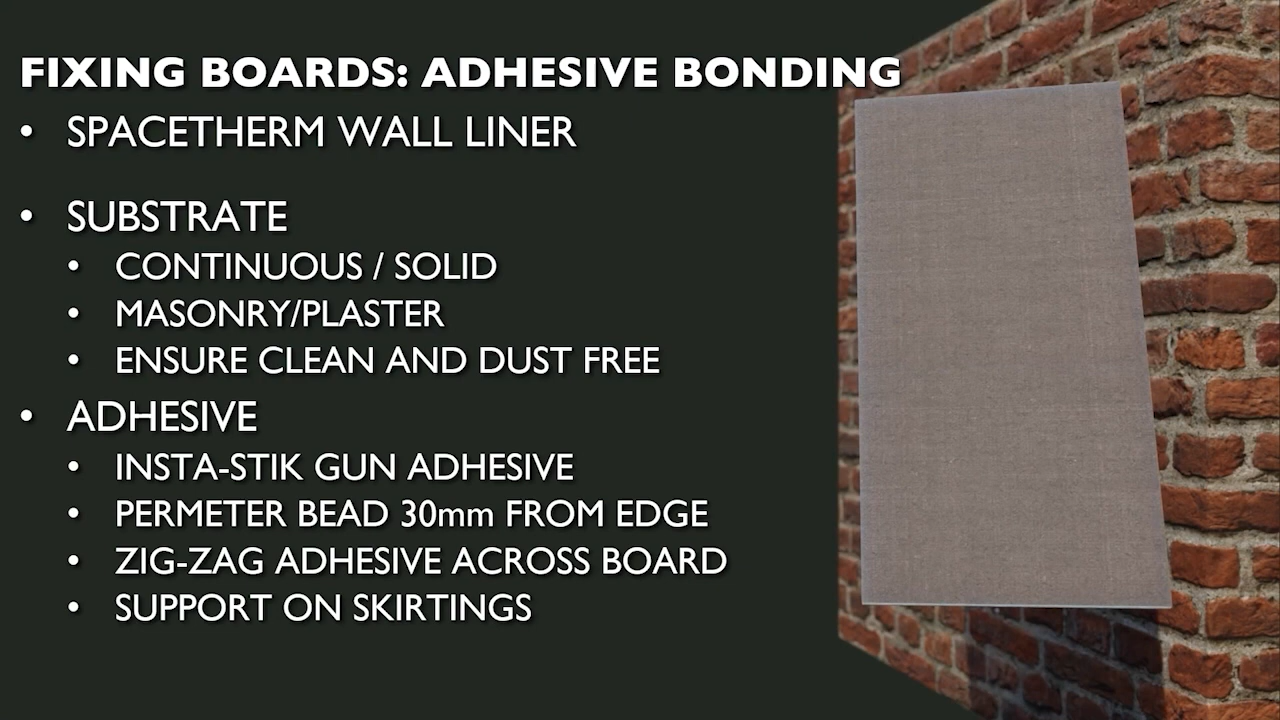 FIXING BOARDS: ADHESIVE BONDING
• SPACETHERM WALL LINER
• SUBSTRATE
• CONTINUOUS / SOLID
• MASONRY/PLASTER
• ENSURE CLEAN AND DUST FREE
• ADHESIVE
• INSTA-STIK GUN ADHESIVE
• PERMETER BEAD 30mm FROM EDGE
• ZIG-ZAG ADHESIVE ACROSS BOARD
• SUPPORT ON SKIRTINGS